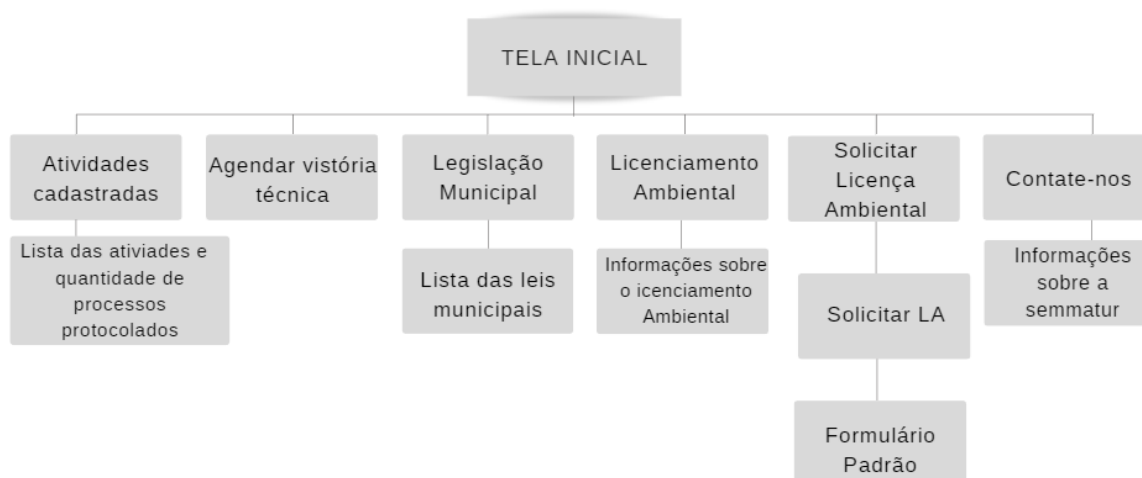 TELA INICIAL
Atividades
cadastradas
Agendar vistória
técnica
Legislação
Municipal
Licenciamento
Ambiental
Solicitar
Licença
Ambiental
Contate-nos
Lista das ativiades e
quantidade de
processos
protocolados
Lista das leis
municipais
Informações sobre
o icenciamento
Ambiental
Solicitar LA
Informações
sobre a
semmatur
Formulário
Padrão